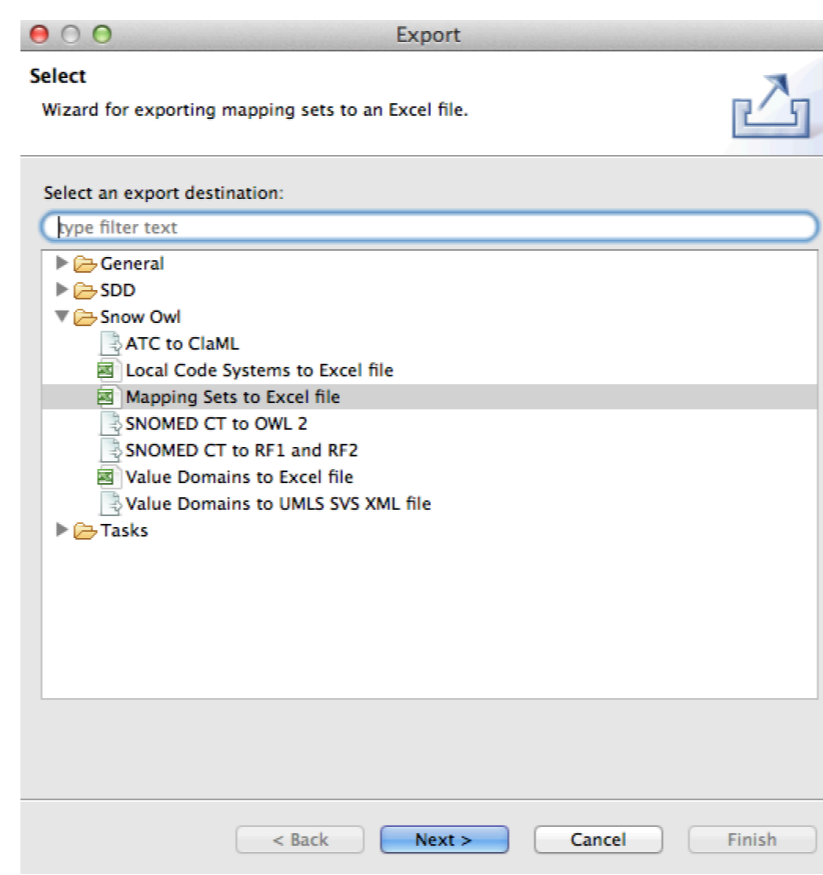 Export
Select
Wizard for exporting mapping sets to an Excel file.
Select an export destination:
type filter text
General
SDD
Snow Owl
ATC to ClaML
Local Code Systems to Excel file
Mapping Sets to Excel file
SNOMED CT to OWL 2
SNOMED CT to RF1 and RF2
Value Domains to Excel file
Value Domains to UMLS SVS XML file
Tasks
< Back Next > Cancel Finish